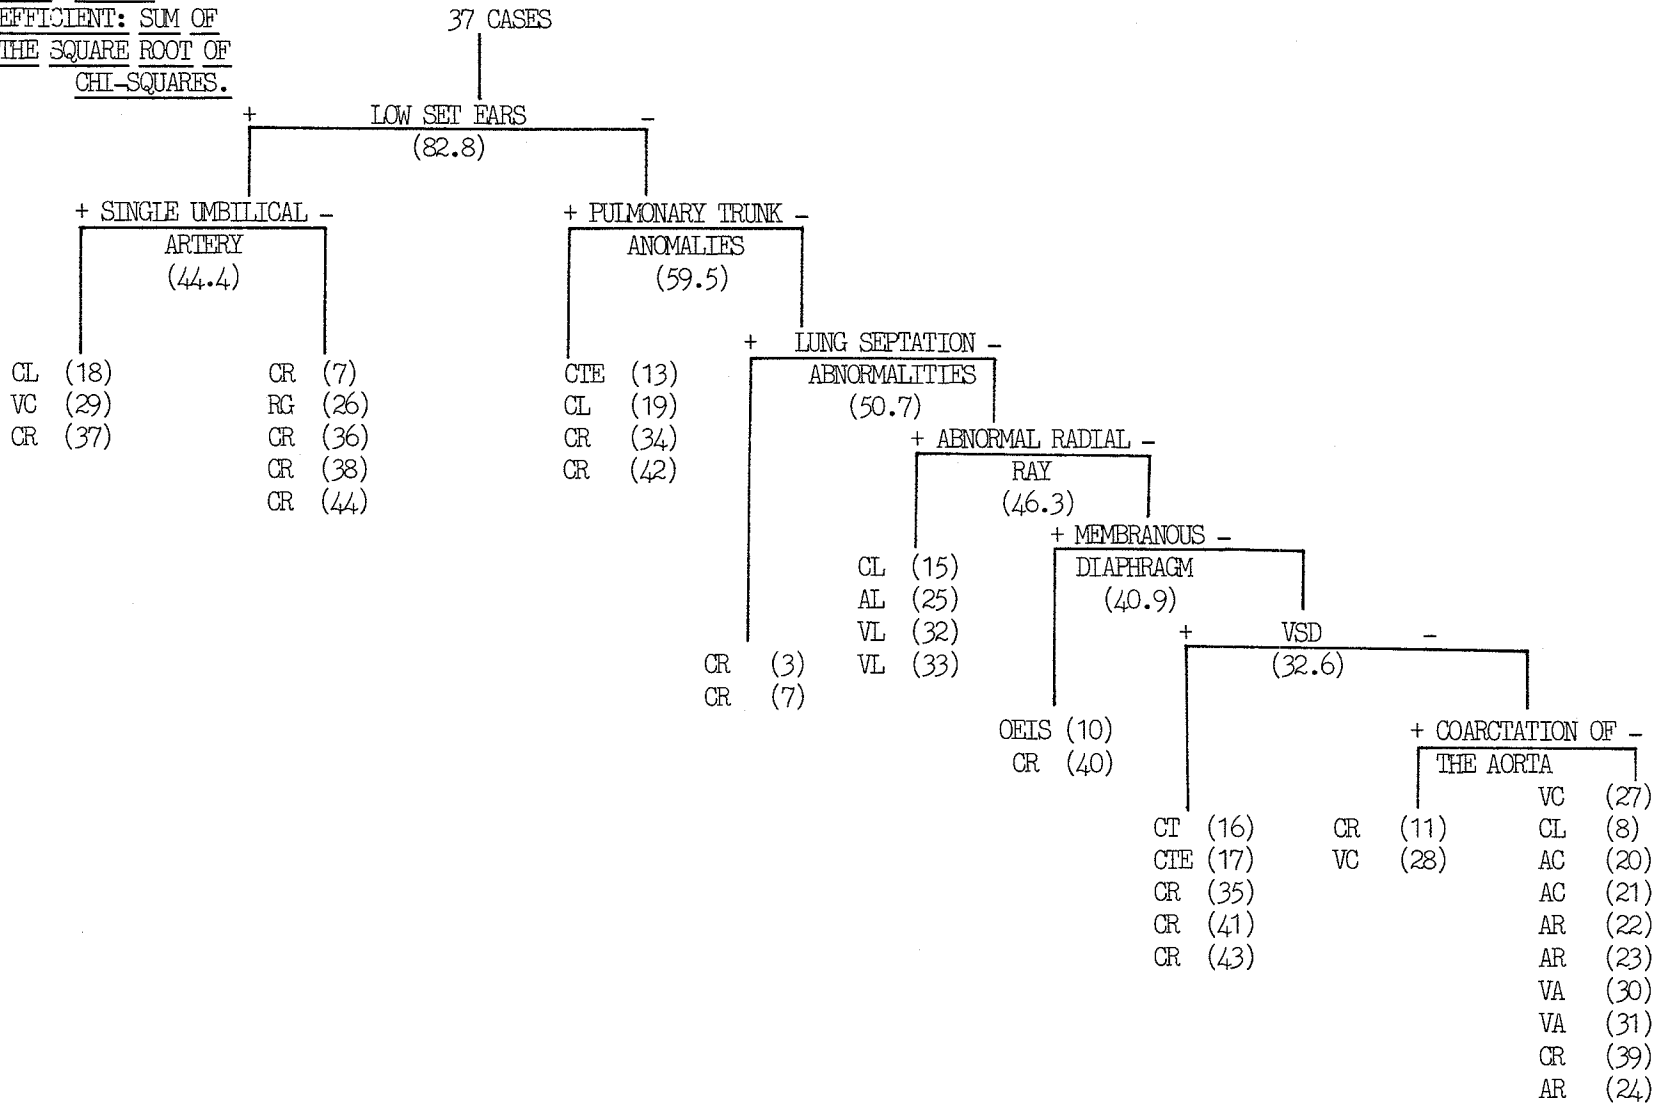 EFFICIENT: SUM OF
THE SQUARE ROOT OF
CHI-SQUARES.
37 CASES
+ LOW SET EARS -
(82.8)
+ SINGLE UMBILICAL -
ARTERY
(44.4)
+ PULMONARY TRUNK -
ANOMALIES
(59.5)
+ LUNG SEPTATION -
ABNORMALITIES
(50.7)
CL (18)
VC (29)
CR (37)
CR (7)
RG (26)
CR (36)
CR (38)
CR (44)
CTE (13)
CL (19)
CR (34)
CR (42)
+ ABNORMAL RADIAL -
RAY
(46.3)
+ MEMBRANOUS -
DIAPHRAGM
(40.9)
CL (15)
AL (25)
VL (32)
VL (33)
+ VSD -
(32.6)
CR (3)
CR (7)
OEIS (10)
CR (40)
+ COARCTATION OF -
THE AORTA
CT (16)
CTE (17)
CR (35)
CR (41)
CR (43)
CR (11)
VC (28)
VC (27)
CL (8)
AC (20)
AC (21)
AR (22)
AR (23)
VA (30)
VA (31)
CR (39)
AR (24)